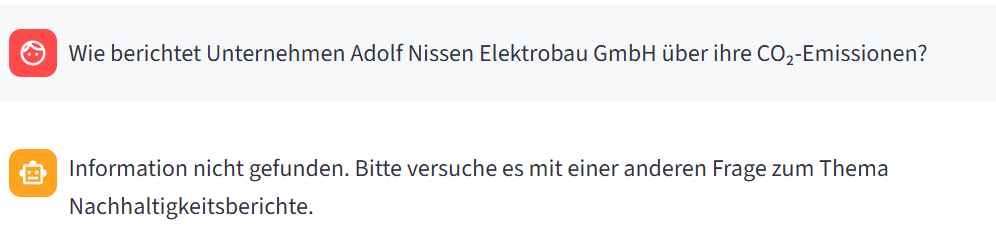 Wie berichtet Unternehmen Adolf Nissen Elektrobau GmbH über ihre CO₂-Emissionen?
Information nicht gefunden. Bitte versuche es mit einer anderen Frage zum Thema
Nachhaltigkeitsberichte.